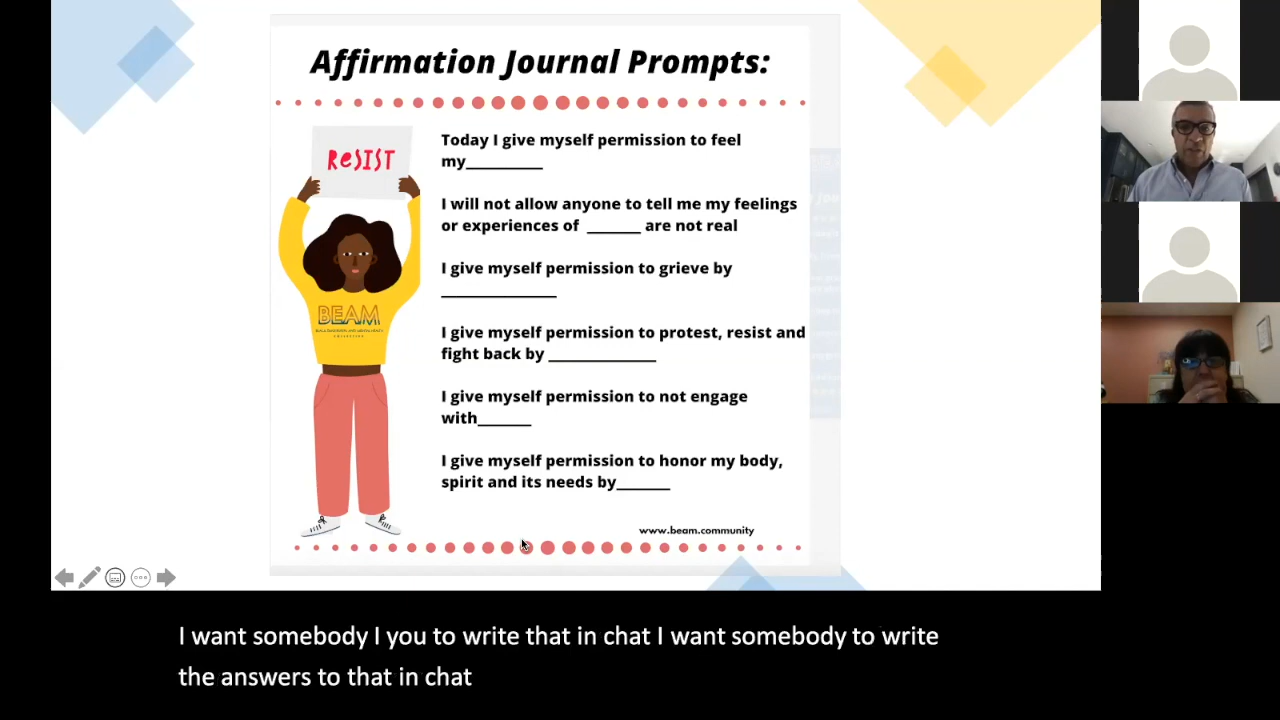 Affirmation Journal Prompts:
ReSIST
Today I give myself permission to feel
my__________
I will not allow anyone to tell me my feelings
or experiences of _______ are not real
I give myself permission to grieve by
_______________
I give myself permission to protest, resist and
fight back by ______________
BEAM
I give myself permission to not engage
with_______
I give myself permission to honor my body,
spirit and its needs by_______
www.beam.community
I want somebody I you to write that in chat I want somebody to write
the answers to that in chat